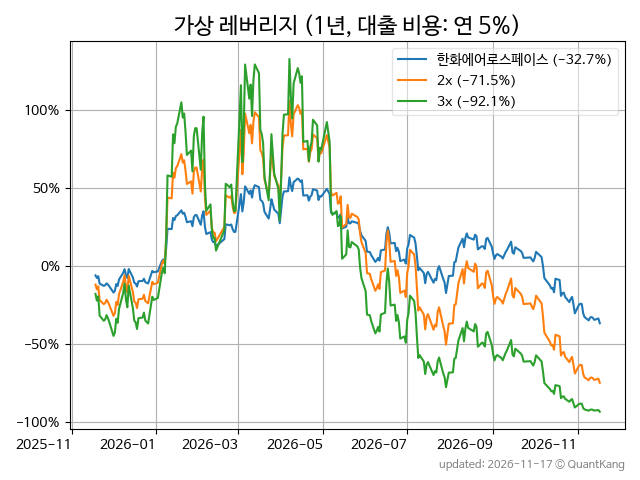 가상 레버리지 (1년, 대출 비용: 연 5%)
한화에어로스페이스 (−32.7%)
2x (−71.5%)
3x (−92.1%)
100%
50%
0%
−50%
−100%
2025−11 2026−01 2026−03 2026−05 2026−07 2026−09 2026−11
updated: 2026-11-17 © QuantKang